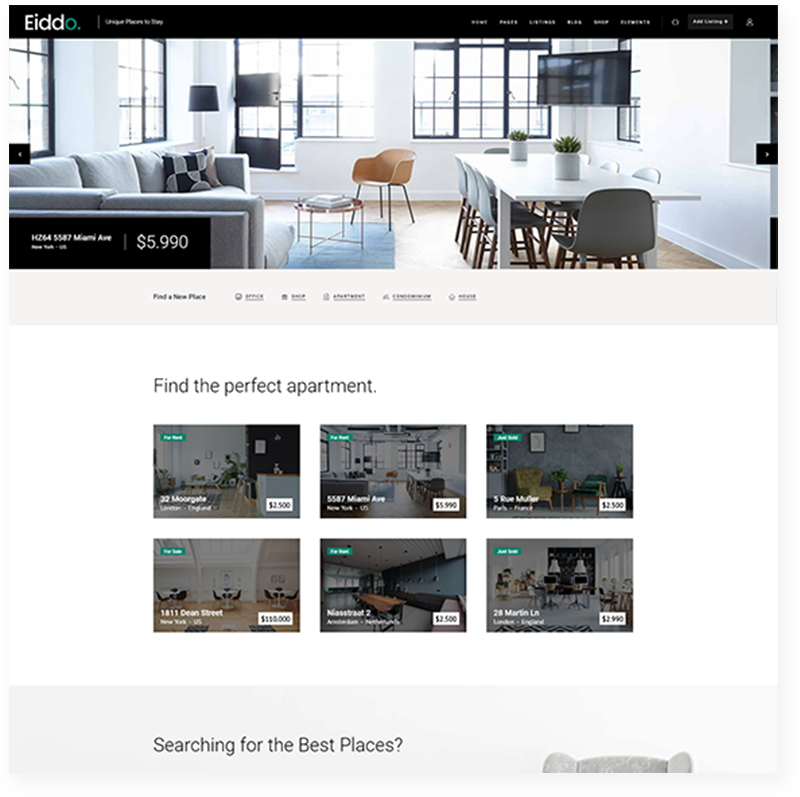 Eiddo.
Unique Places to Stay
HOME PAGES LISTINGS BLOG SHOP ELEMENTS
Add Listing +
HZ64 5587 Miami Ave
New York - US
$5.990
Find a New Place
OFFICE SHOP APARTMENT CONDOMINIUM HOUSE
Find the perfect apartment.
For Rent
32 Moorgate
London - England
$2.500
For Rent
5587 Miami Ave
New York - US
$5.990
Just Sold
5 Rue Muller
Paris - France
$2.500
For Sale
1811 Dean Street
New York - US
$110.000
For Rent
Niasstraat 2
Amsterdam - Netherlands
$2.500
Just Sold
28 Martin Ln
London - England
$2.990
Searching for the Best Places?